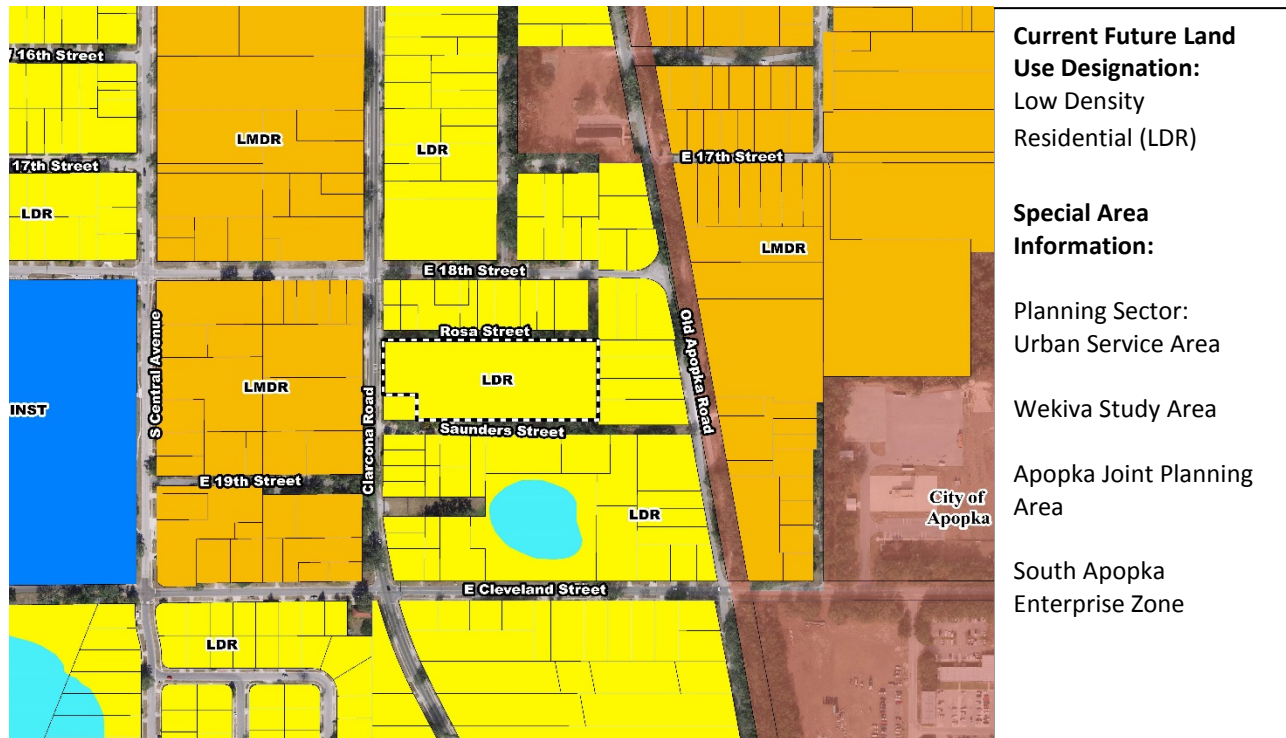 / 16th Street
17th Street
LDR
LMDR
LDR
E 17th Street
LMDR
E 18th Street
Rosa Street
LDR
Saunders Street
S Central Avenue
LMDR
Clarcona Road
Old Apopka Road
INST
E 19th Street
LDR
City of
Apopka
E Cleveland Street
LDR
Current Future Land
Use Designation:
Low Density
Residential (LDR)
Special Area
Information:
Planning Sector:
Urban Service Area
Wekiva Study Area
Apopka Joint Planning
Area
South Apopka
Enterprise Zone